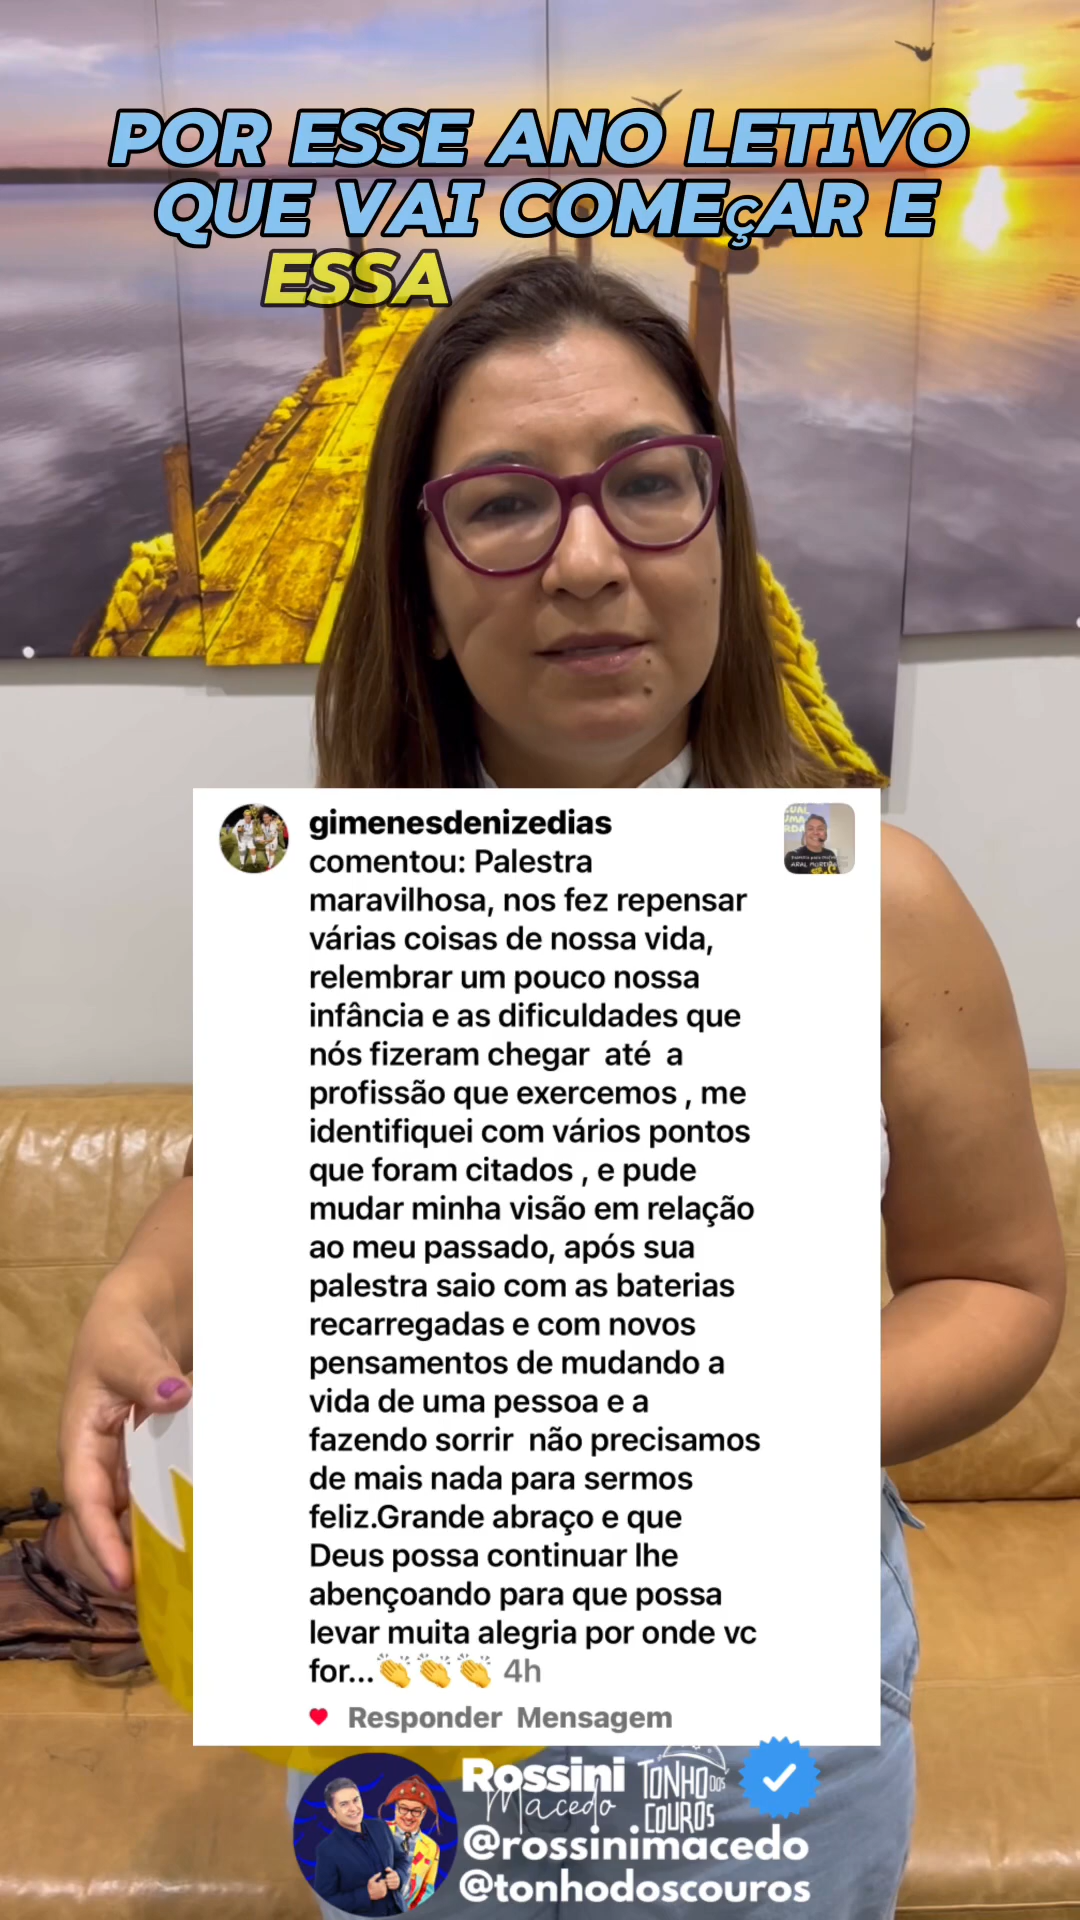 POR ESSE ANO LETIVO
QUE VAI COMEÇAR E
ESSA
gimenesdenizedias
comentou: Palestra
maravilhosa, nos fez repensar
várias coisas de nossa vida,
relembrar um pouco nossa
infância e as dificuldades que
nós fizeram chegar até a
profissão que exercemos , me
identifiquei com vários pontos
que foram citados , e pude
mudar minha visão em relação
ao meu passado, após sua
palestra saio com as baterias
recarregadas e com novos
pensamentos de mudando a
vida de uma pessoa e a
fazendo sorrir não precisamos
de mais nada para sermos
feliz.Grande abraço e que
Deus possa continuar lhe
abençoando para que possa
levar muita alegria por onde vc
for...👏👏👏 4h
Responder Mensagem
Rossini
Macedo
TONHO DOS
COUROS
@rossinimacedo
@tonhodoscouros